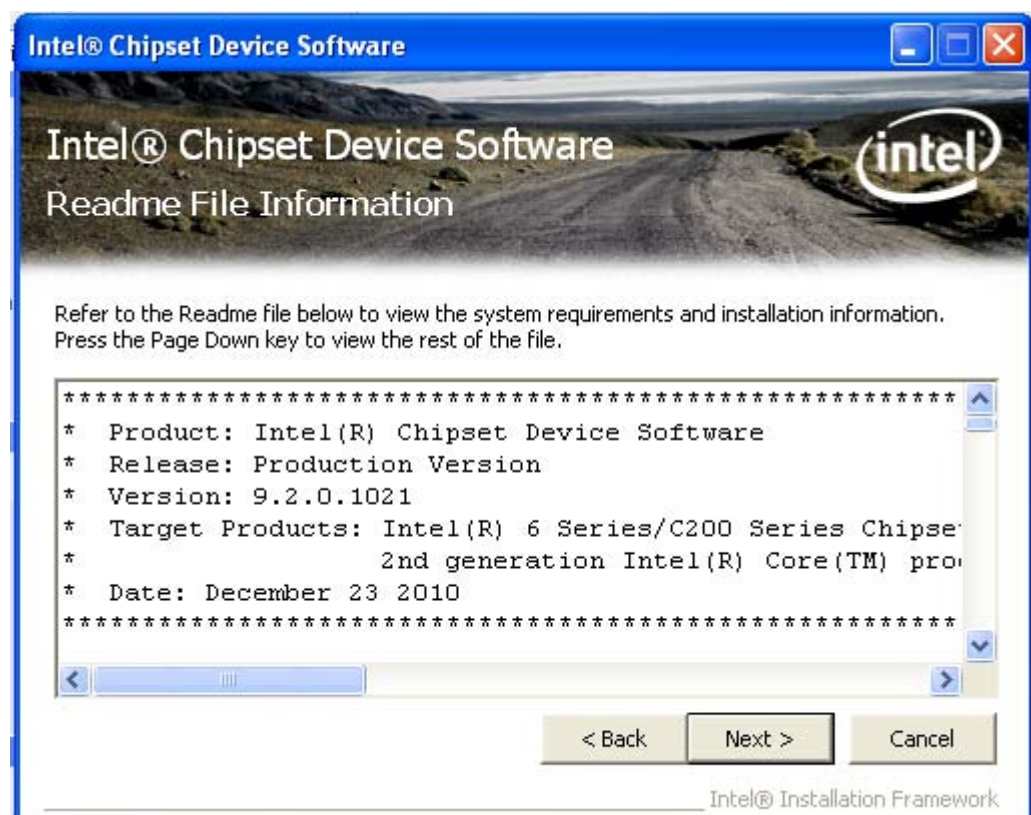 Intel® Chipset Device Software
Intel® Chipset Device Software
intel
Readme File Information
Refer to the Readme file below to view the system requirements and installation information.
Press the Page Down key to view the rest of the file.
************************************************************
* Product: Intel(R) Chipset Device Software
* Release: Production Version
* Version: 9.2.0.1021
* Target Products: Intel(R) 6 Series/C200 Series
* 2nd generation Intel(R) Core(TM)
* Date: December 23 2010
************************************************************
< Back Next > Cancel
Intel® Installation Framework